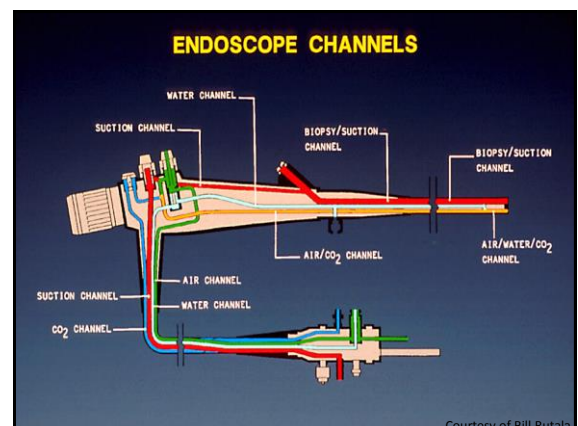 ENDOSCOPE CHANNELS
WATER CHANNEL
SUCTION CHANNEL
BIOPSY/SUCTION
CHANNEL
BIOPSY/SUCTION
CHANNEL
AIR/CO₂ CHANNEL
AIR/WATER/CO₂
CHANNEL
AIR CHANNEL
SUCTION CHANNEL
WATER CHANNEL
CO₂ CHANNEL
Courtesy of Bill Rutala